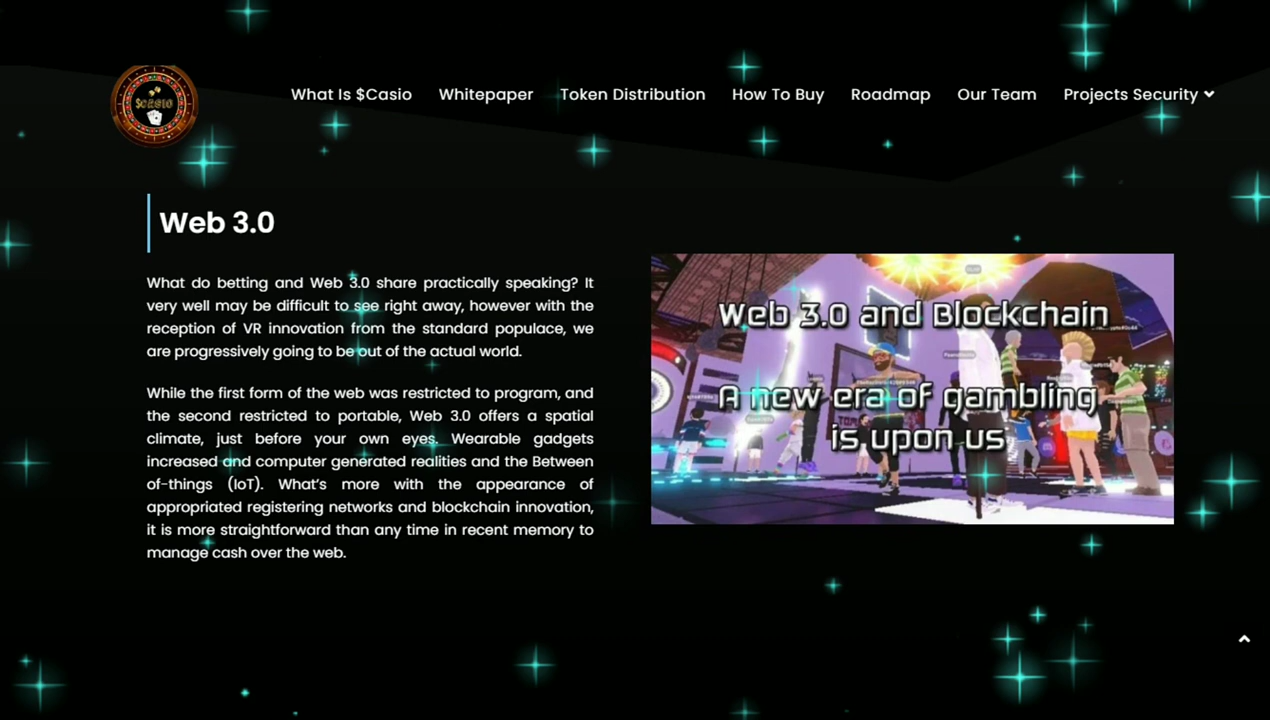 $CASIO
What Is $Casio Whitepaper Token Distribution How To Buy Roadmap Our Team Projects Security
Web 3.0
What do betting and Web 3.0 share practically speaking? It
very well may be difficult to see right away, however with the
reception of VR innovation from the standard populace, we
are progressively going to be out of the actual world.
While the first form of the web was restricted to program, and
the second restricted to portable, Web 3.0 offers a spatial
climate, just before your own eyes. Wearable gadgets
increased and computer generated realities and the Between
of-things (IoT). What's more with the appearance of
appropriated registering networks and blockchain innovation,
it is more straightforward than any time in recent memory to
manage cash over the web.
Web 3.0 and Blockchain
A new era of gambling
is upon us